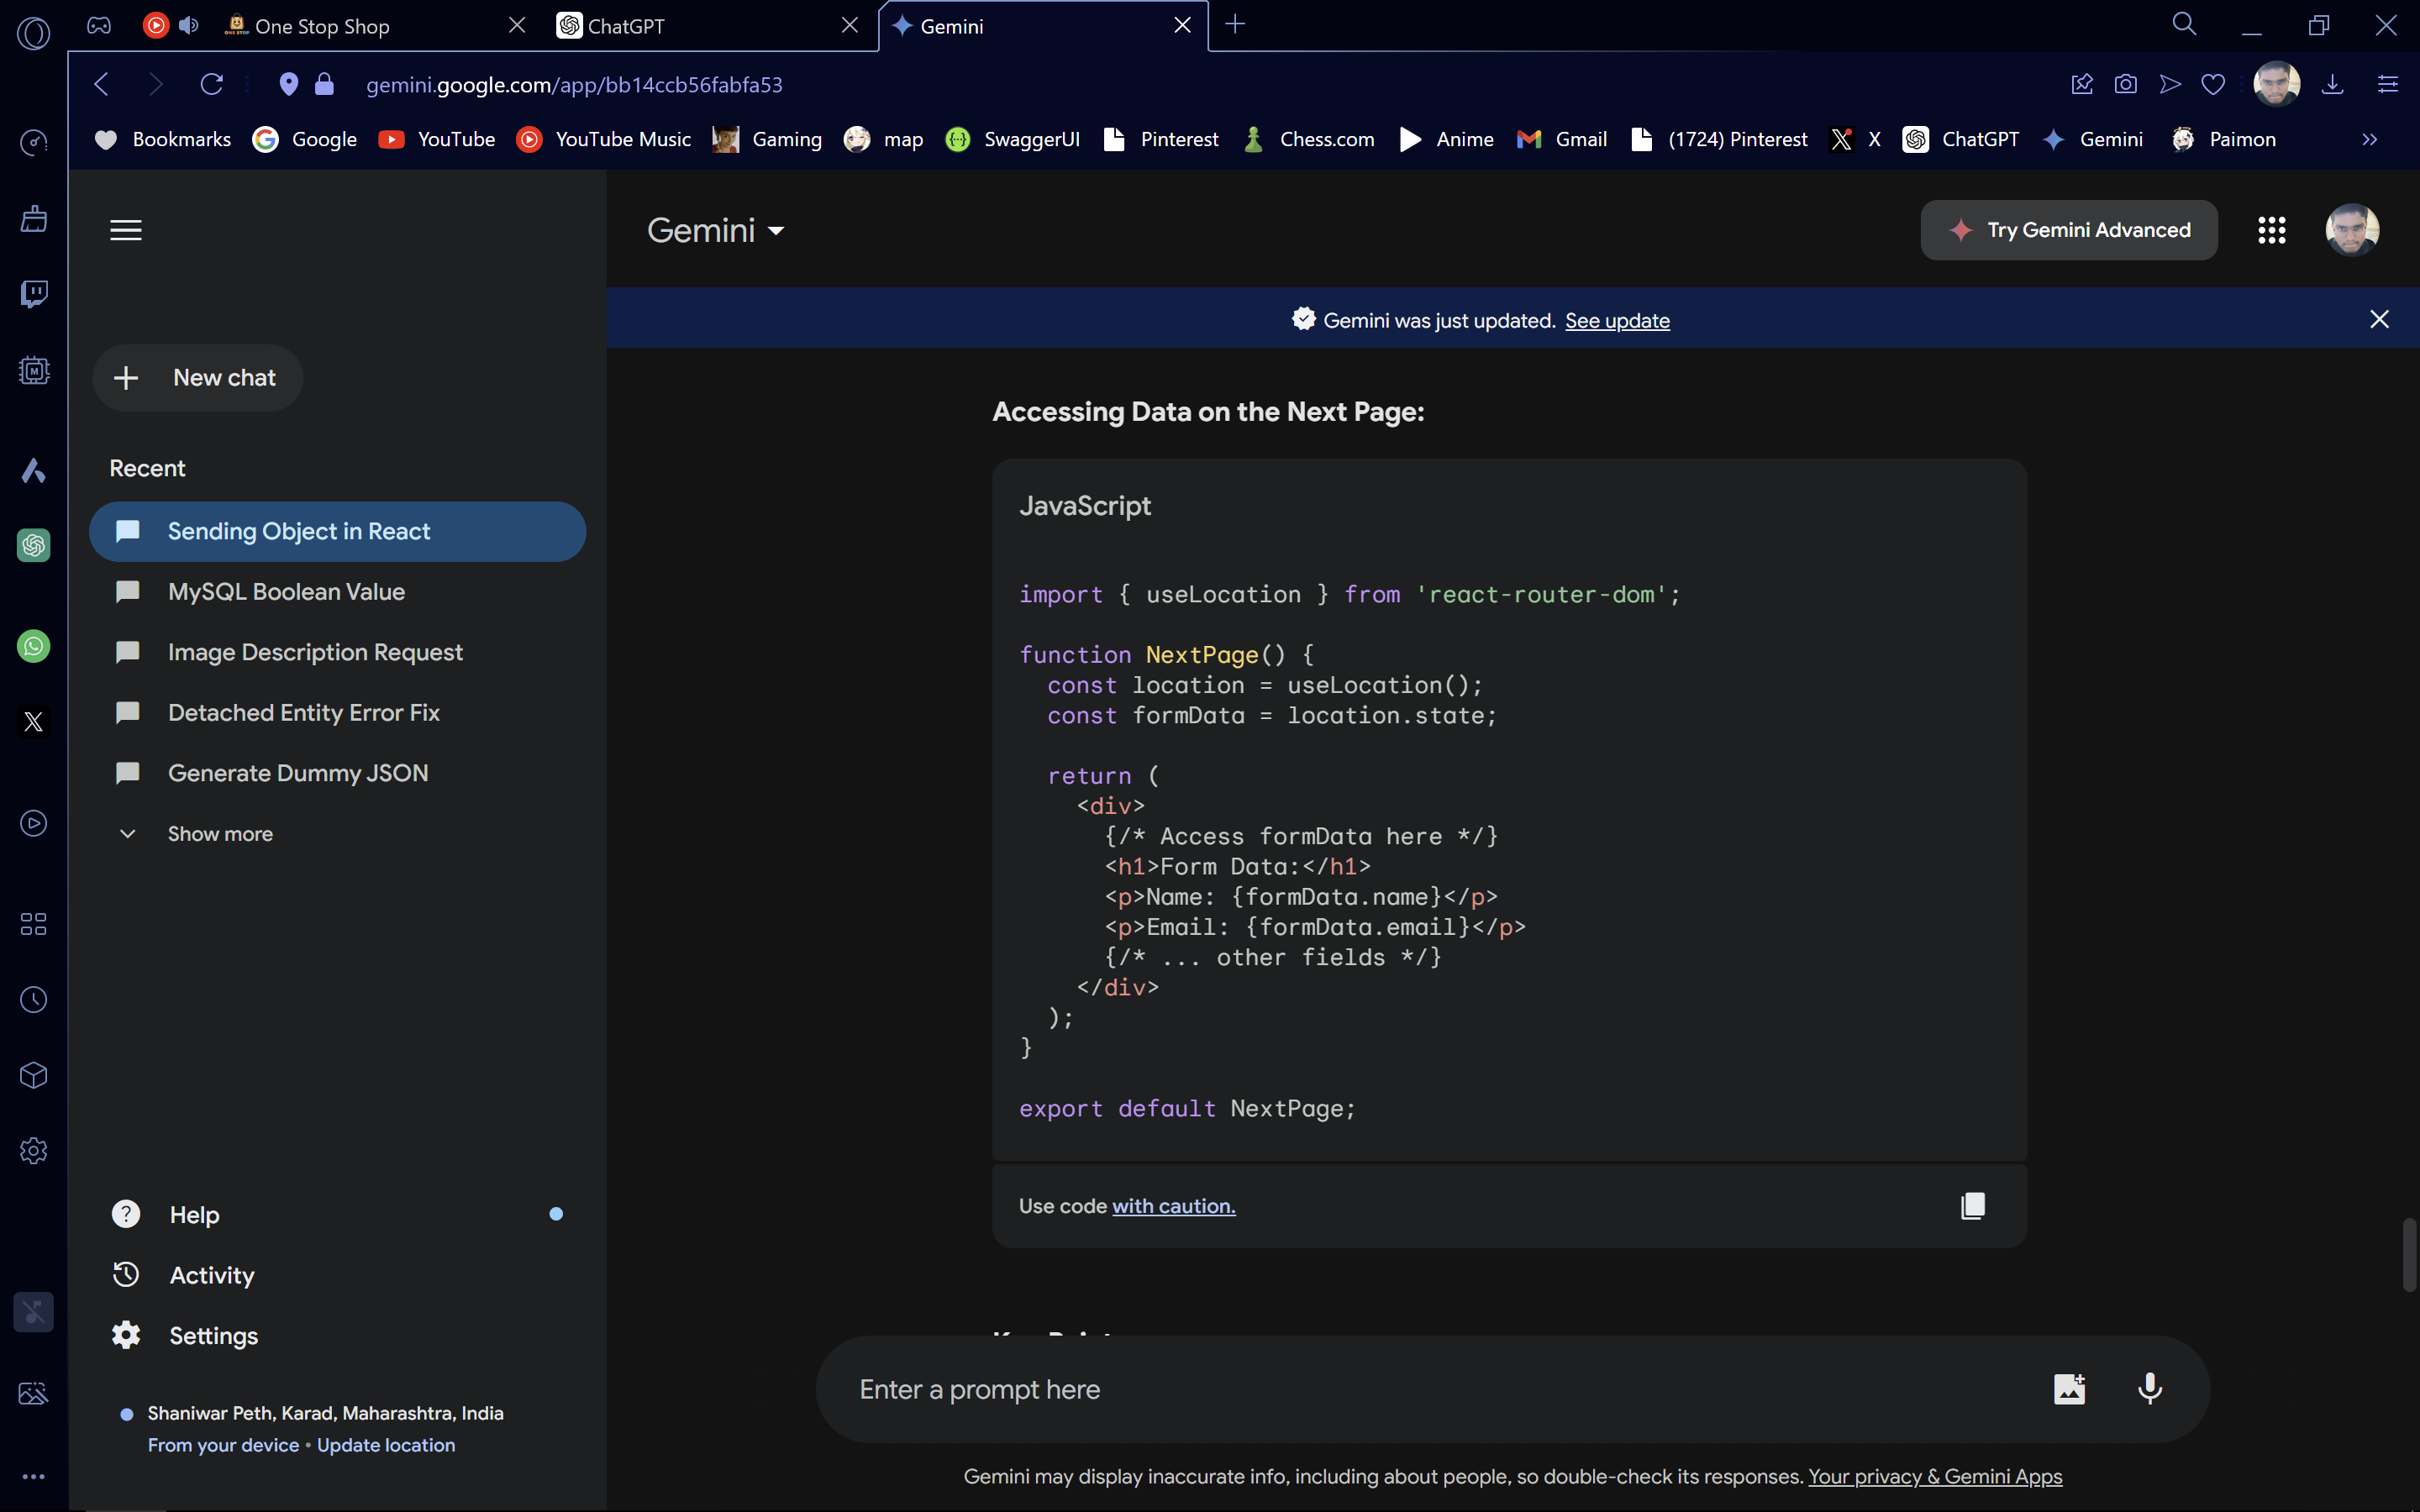 One Stop Shop
ChatGPT
Gemini
gemini.google.com/app/bb14ccb56fabfa53
Bookmarks
Google
YouTube
YouTube Music
Gaming
map
SwaggerUI
Pinterest
Chess.com
Anime
Gmail
(1724) Pinterest
X
ChatGPT
Gemini
Paimon
Gemini
Try Gemini Advanced
Gemini was just updated. See update
New chat
Recent
Sending Object in React
MySQL Boolean Value
Image Description Request
Detached Entity Error Fix
Generate Dummy JSON
Show more
Help
Activity
Settings
Shaniwar Peth, Karad, Maharashtra, India
From your device • Update location
Accessing Data on the Next Page:
JavaScript
import { useLocation } from 'react-router-dom';
function NextPage() {
  const location = useLocation();
  const formData = location.state;
  return (
    <div>
      {/* Access formData here */}
      <h1>Form Data:</h1>
      <p>Name: {formData.name}</p>
      <p>Email: {formData.email}</p>
      {/* ... other fields */}
    </div>
  );
}
export default NextPage;
Use code with caution.
Enter a prompt here
Gemini may display inaccurate info, including about people, so double-check its responses. Your privacy & Gemini Apps